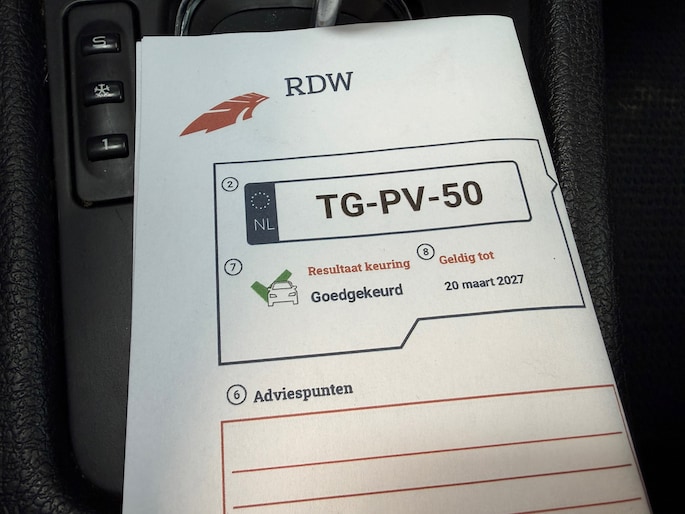 S
1
RDW
2
NL
TG-PV-50
7
Resultaat keuring
Goedgekeurd
8
Geldig tot
20 maart 2027
6 Adviespunten